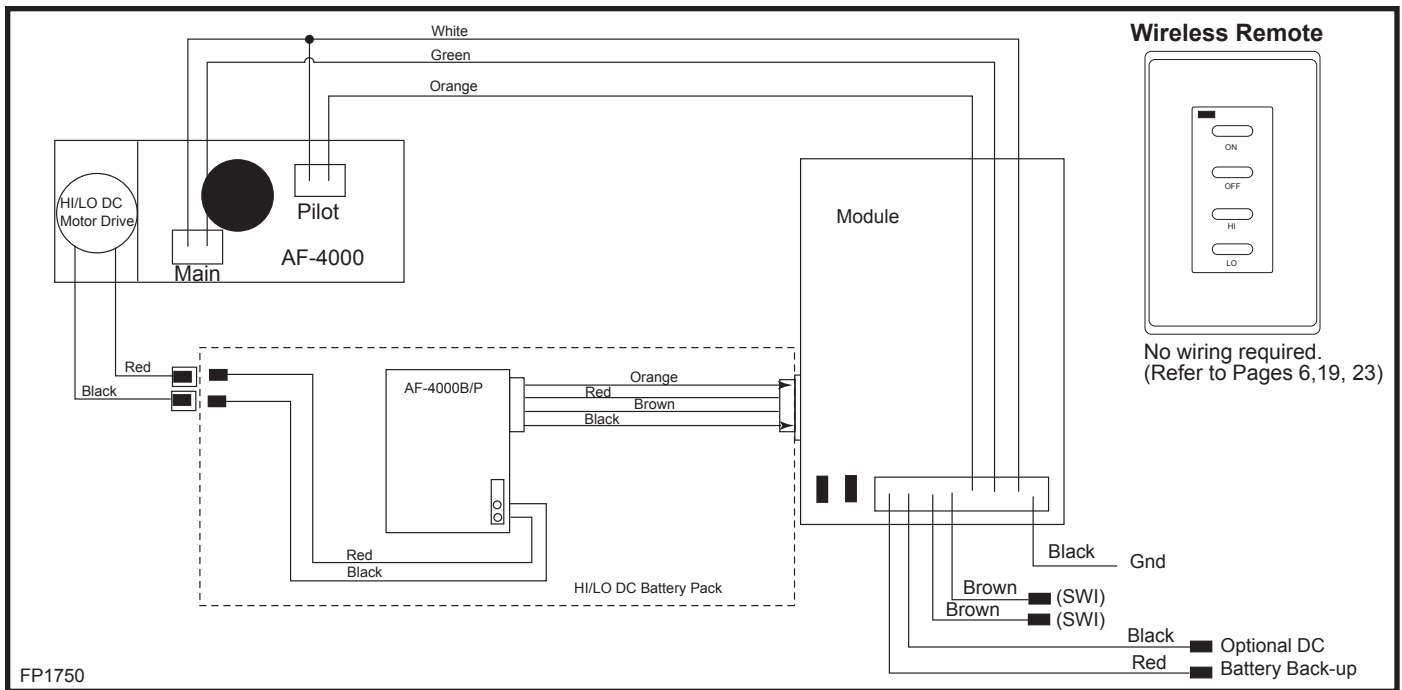 White
Green
Orange
Wireless Remote
ON
OFF
HI
LO
No wiring required.
(Refer to Pages 6,19, 23)
HI/LO DC
Motor Drive
Pilot
Main
AF-4000
Module
Red
Black
AF-4000B/P
Orange
Red
Brown
Black
Red
Black
HI/LO DC Battery Pack
Black Gnd
Brown (SWI)
Brown (SWI)
Black Optional DC
Red Battery Back-up
FP1750